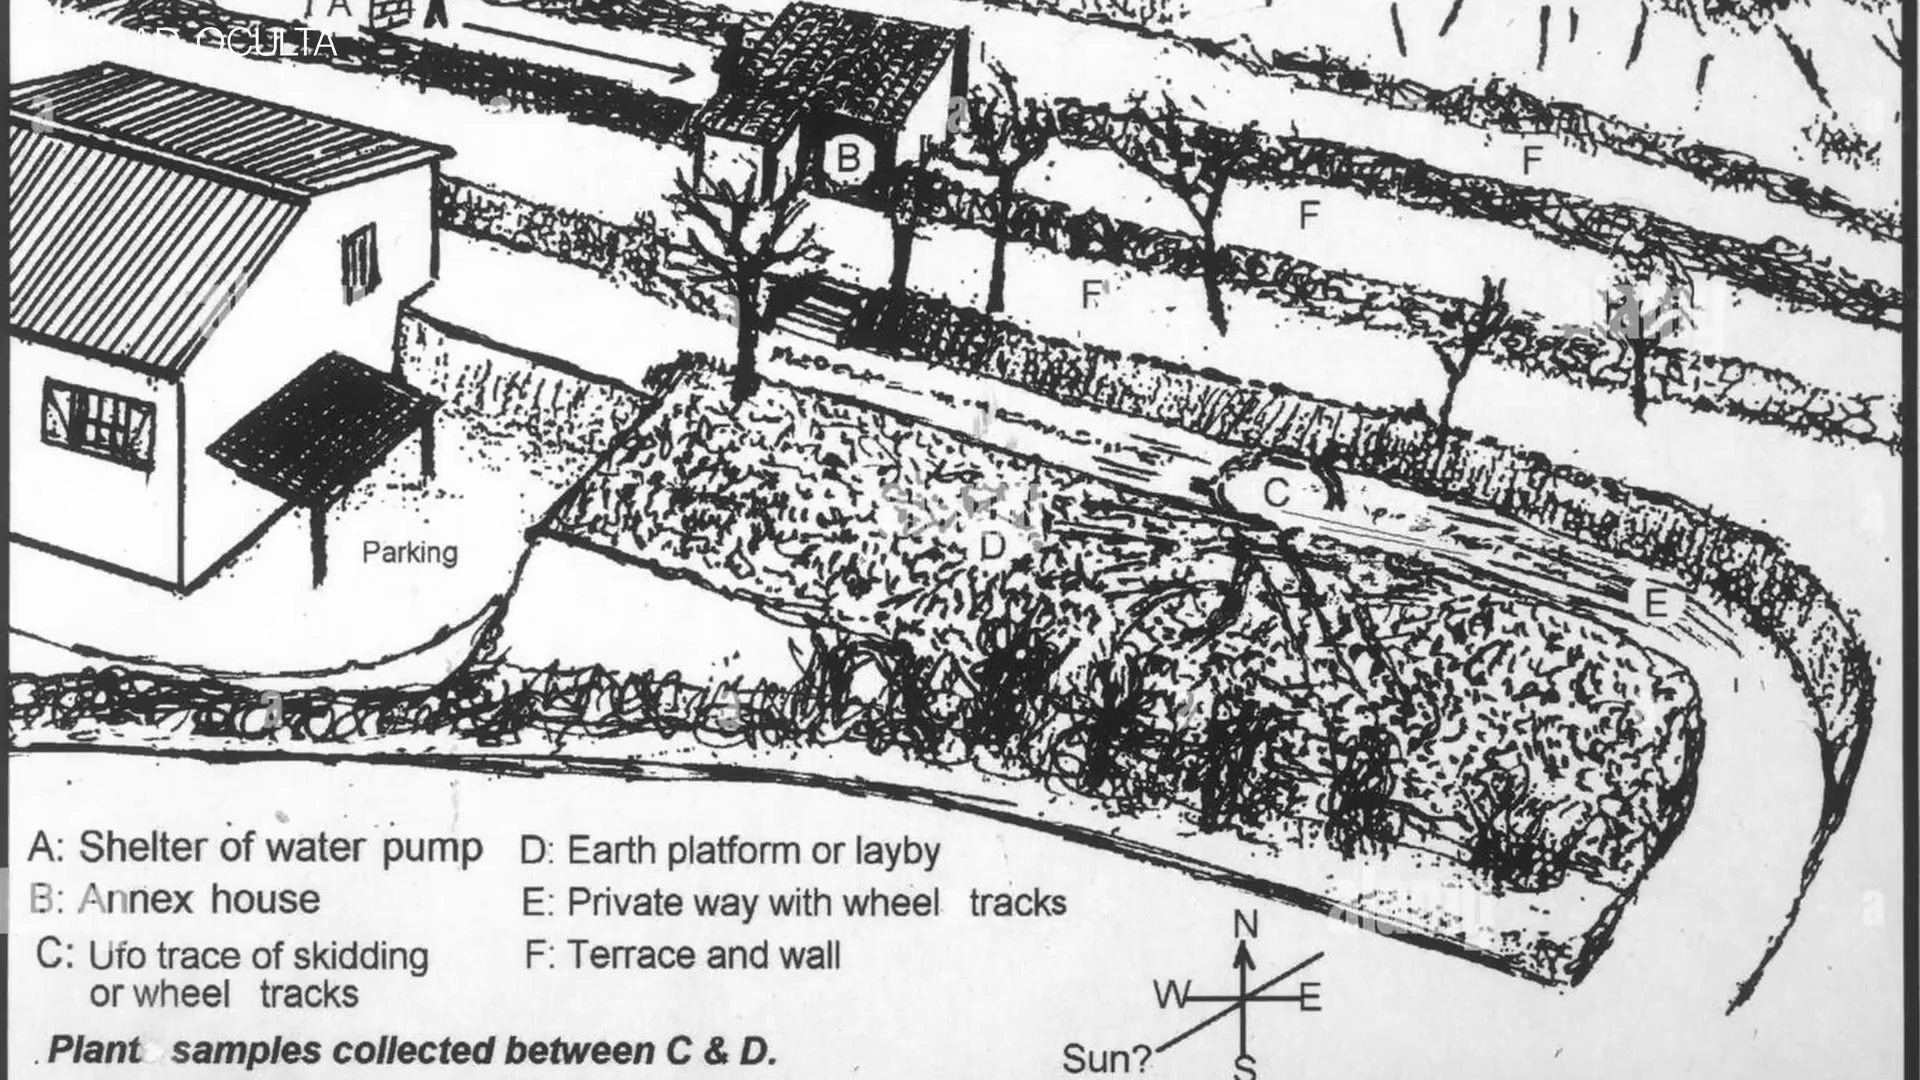 A
OCULTA
B
F
F
F
C
D
E
Parking
A: Shelter of water pump
B: Annex house
C: Ufo trace of skidding
or wheel tracks
D: Earth platform or layby
E: Private way with wheel tracks
F: Terrace and wall
Plant samples collected between C & D.
N
W E
Sun?
S